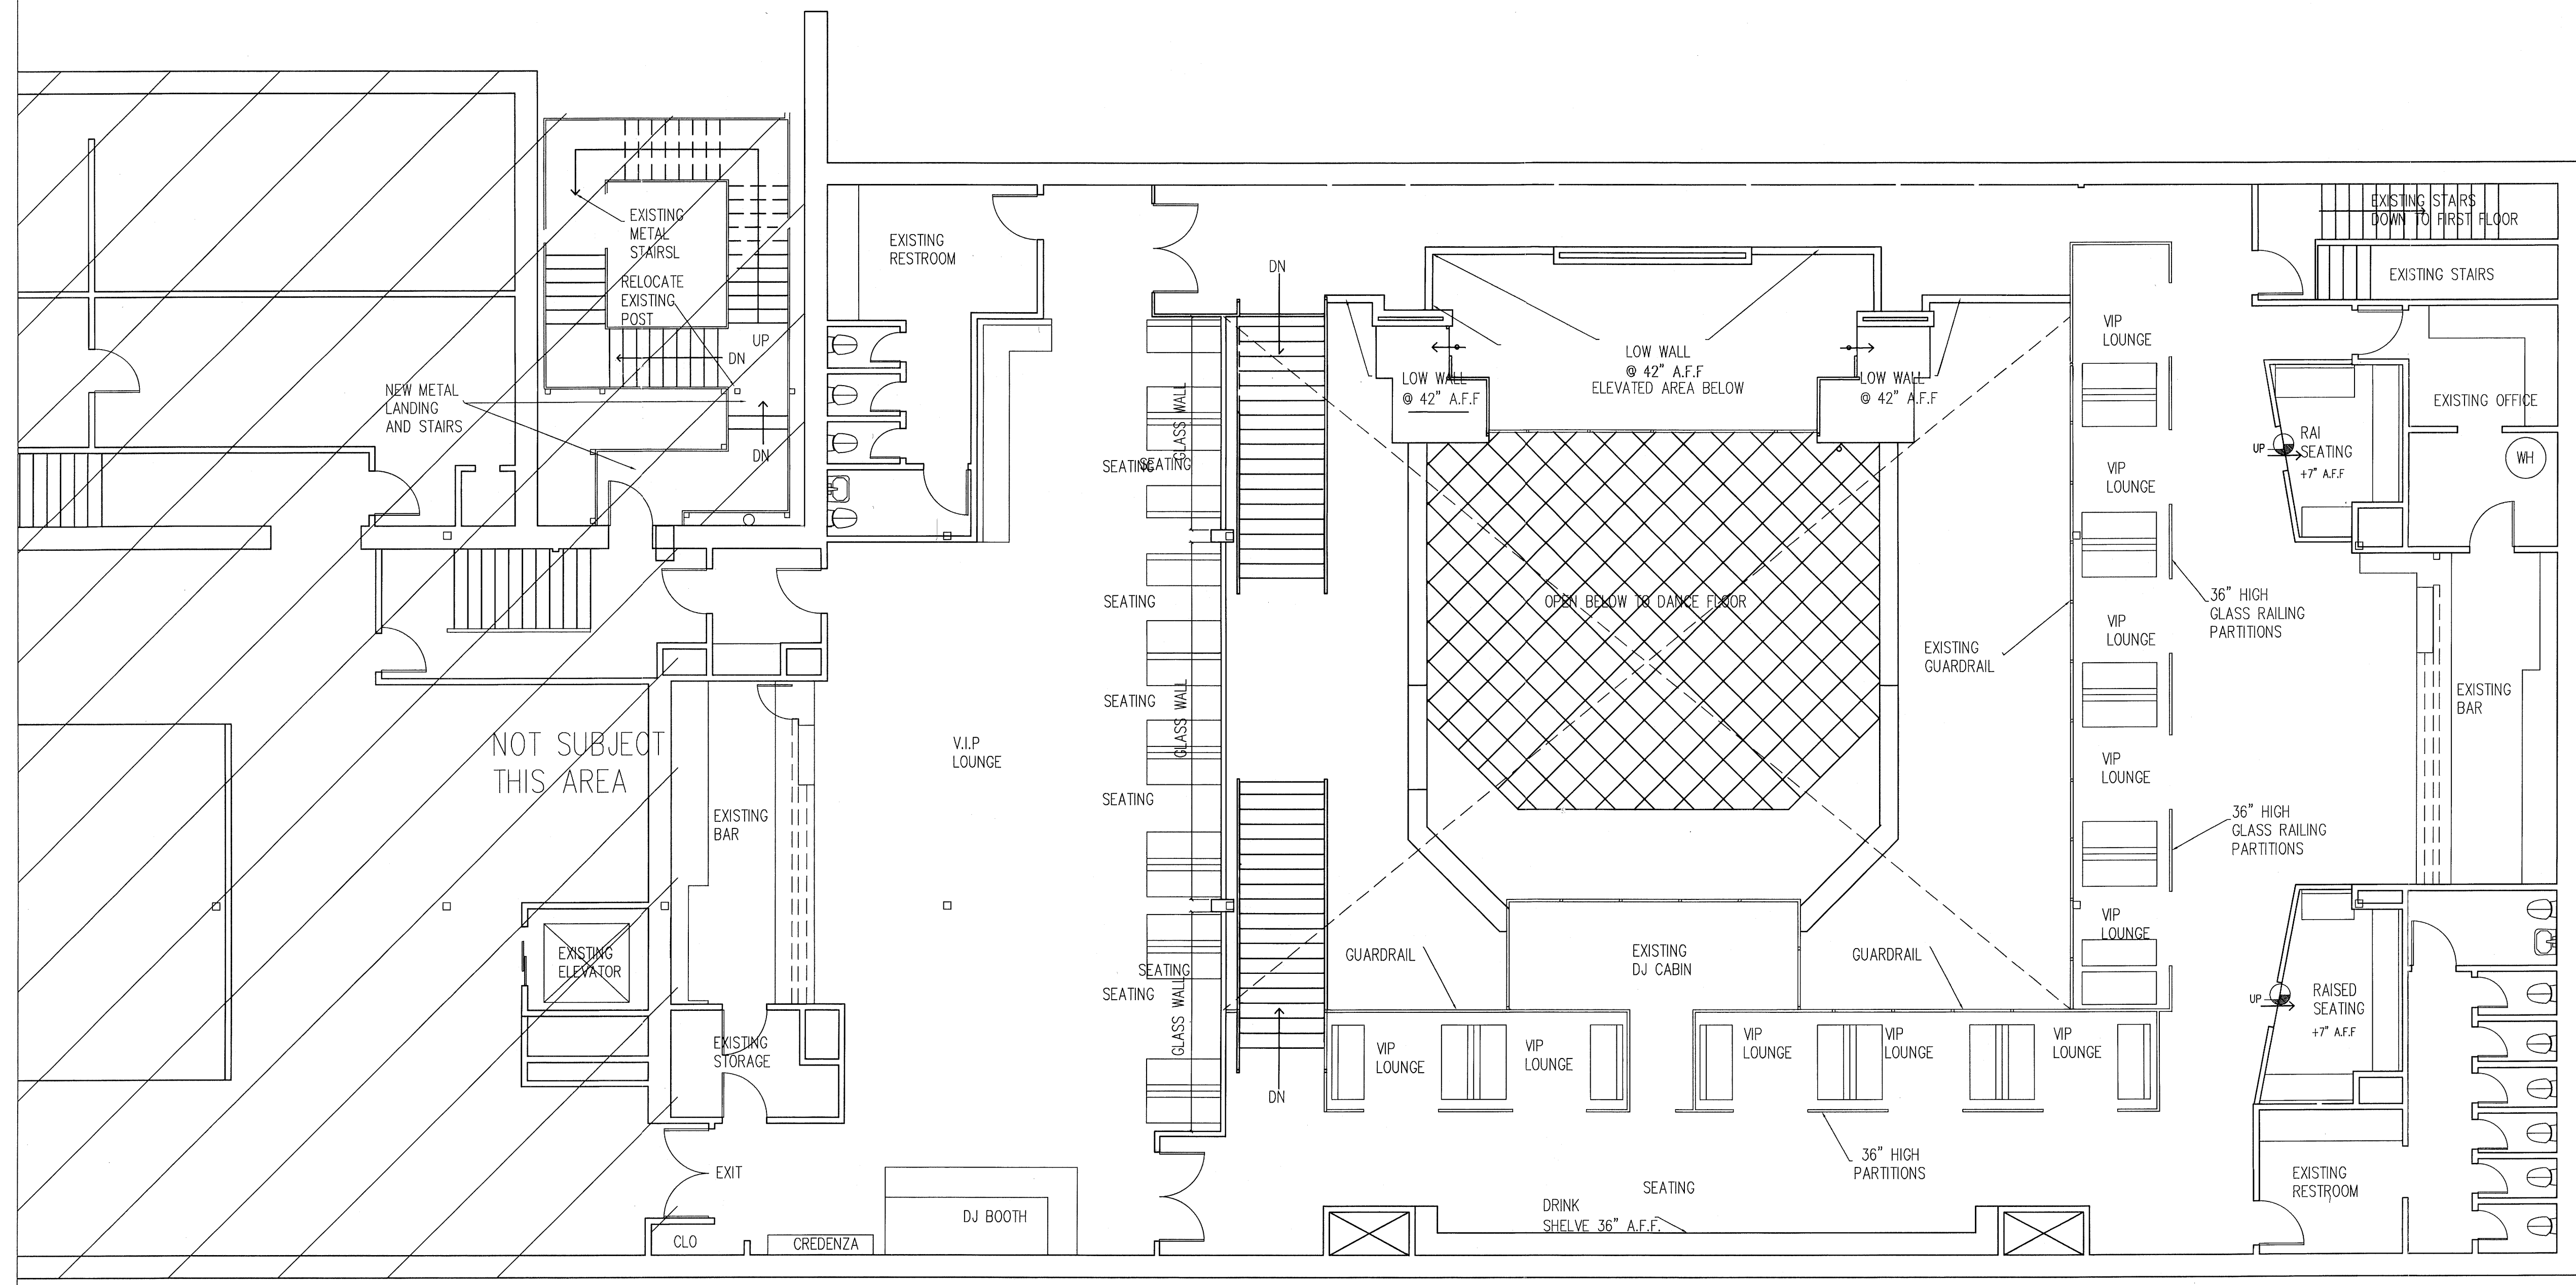 EXISTING
METAL
STAIRSL
RELOCATE
EXISTING
POST
UP
DN
DN
NEW METAL
LANDING
AND STAIRS
NOT SUBJECT
THIS AREA
EXISTING
RESTROOM
EXISTING
BAR
EXISTING
ELEVATOR
EXISTING
STORAGE
EXIT
CLO
CREDENZA
DJ BOOTH
V.I.P
LOUNGE
SEATING
SEATING
SEATING
SEATING
SEATING
SEATING
SEATING
GLASS WALL
GLASS WALL
GLASS WALL
DN
DN
LOW WALL
@ 42" A.F.F
LOW WALL
@ 42" A.F.F
ELEVATED AREA BELOW
LOW WALL
@ 42" A.F.F
OPEN BELOW TO DANCE FLOOR
EXISTING
GUARDRAIL
GUARDRAIL
EXISTING
DJ CABIN
GUARDRAIL
VIP
LOUNGE
VIP
LOUNGE
VIP
LOUNGE
VIP
LOUNGE
VIP
LOUNGE
36" HIGH
PARTITIONS
SEATING
DRINK
SHELVE 36" A.F.F.
VIP
LOUNGE
VIP
LOUNGE
VIP
LOUNGE
VIP
LOUNGE
VIP
LOUNGE
36" HIGH
GLASS RAILING
PARTITIONS
36" HIGH
GLASS RAILING
PARTITIONS
EXISTING STAIRS
DOWN TO FIRST FLOOR
EXISTING STAIRS
EXISTING OFFICE
WH
UP
RAI
SEATING
+7" A.F.F
EXISTING
BAR
UP
RAISED
SEATING
+7" A.F.F
EXISTING
RESTROOM